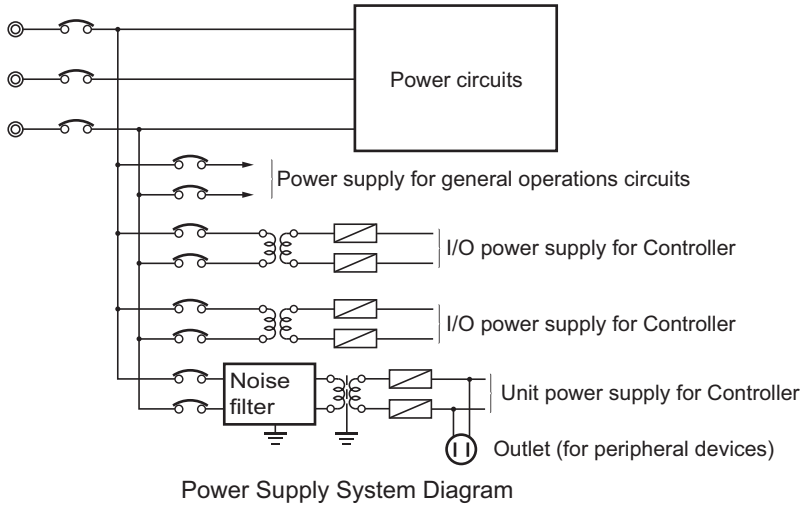 Power circuits
Power supply for general operations circuits
I/O power supply for Controller
I/O power supply for Controller
Noise
filter
Unit power supply for Controller
Outlet (for peripheral devices)
Power Supply System Diagram